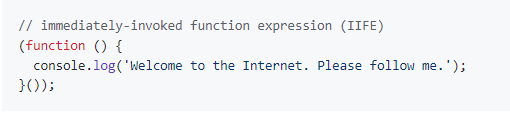 // immediately-invoked function expression (IIFE)
(function () {
  console.log('Welcome to the Internet. Please follow me.');
}());